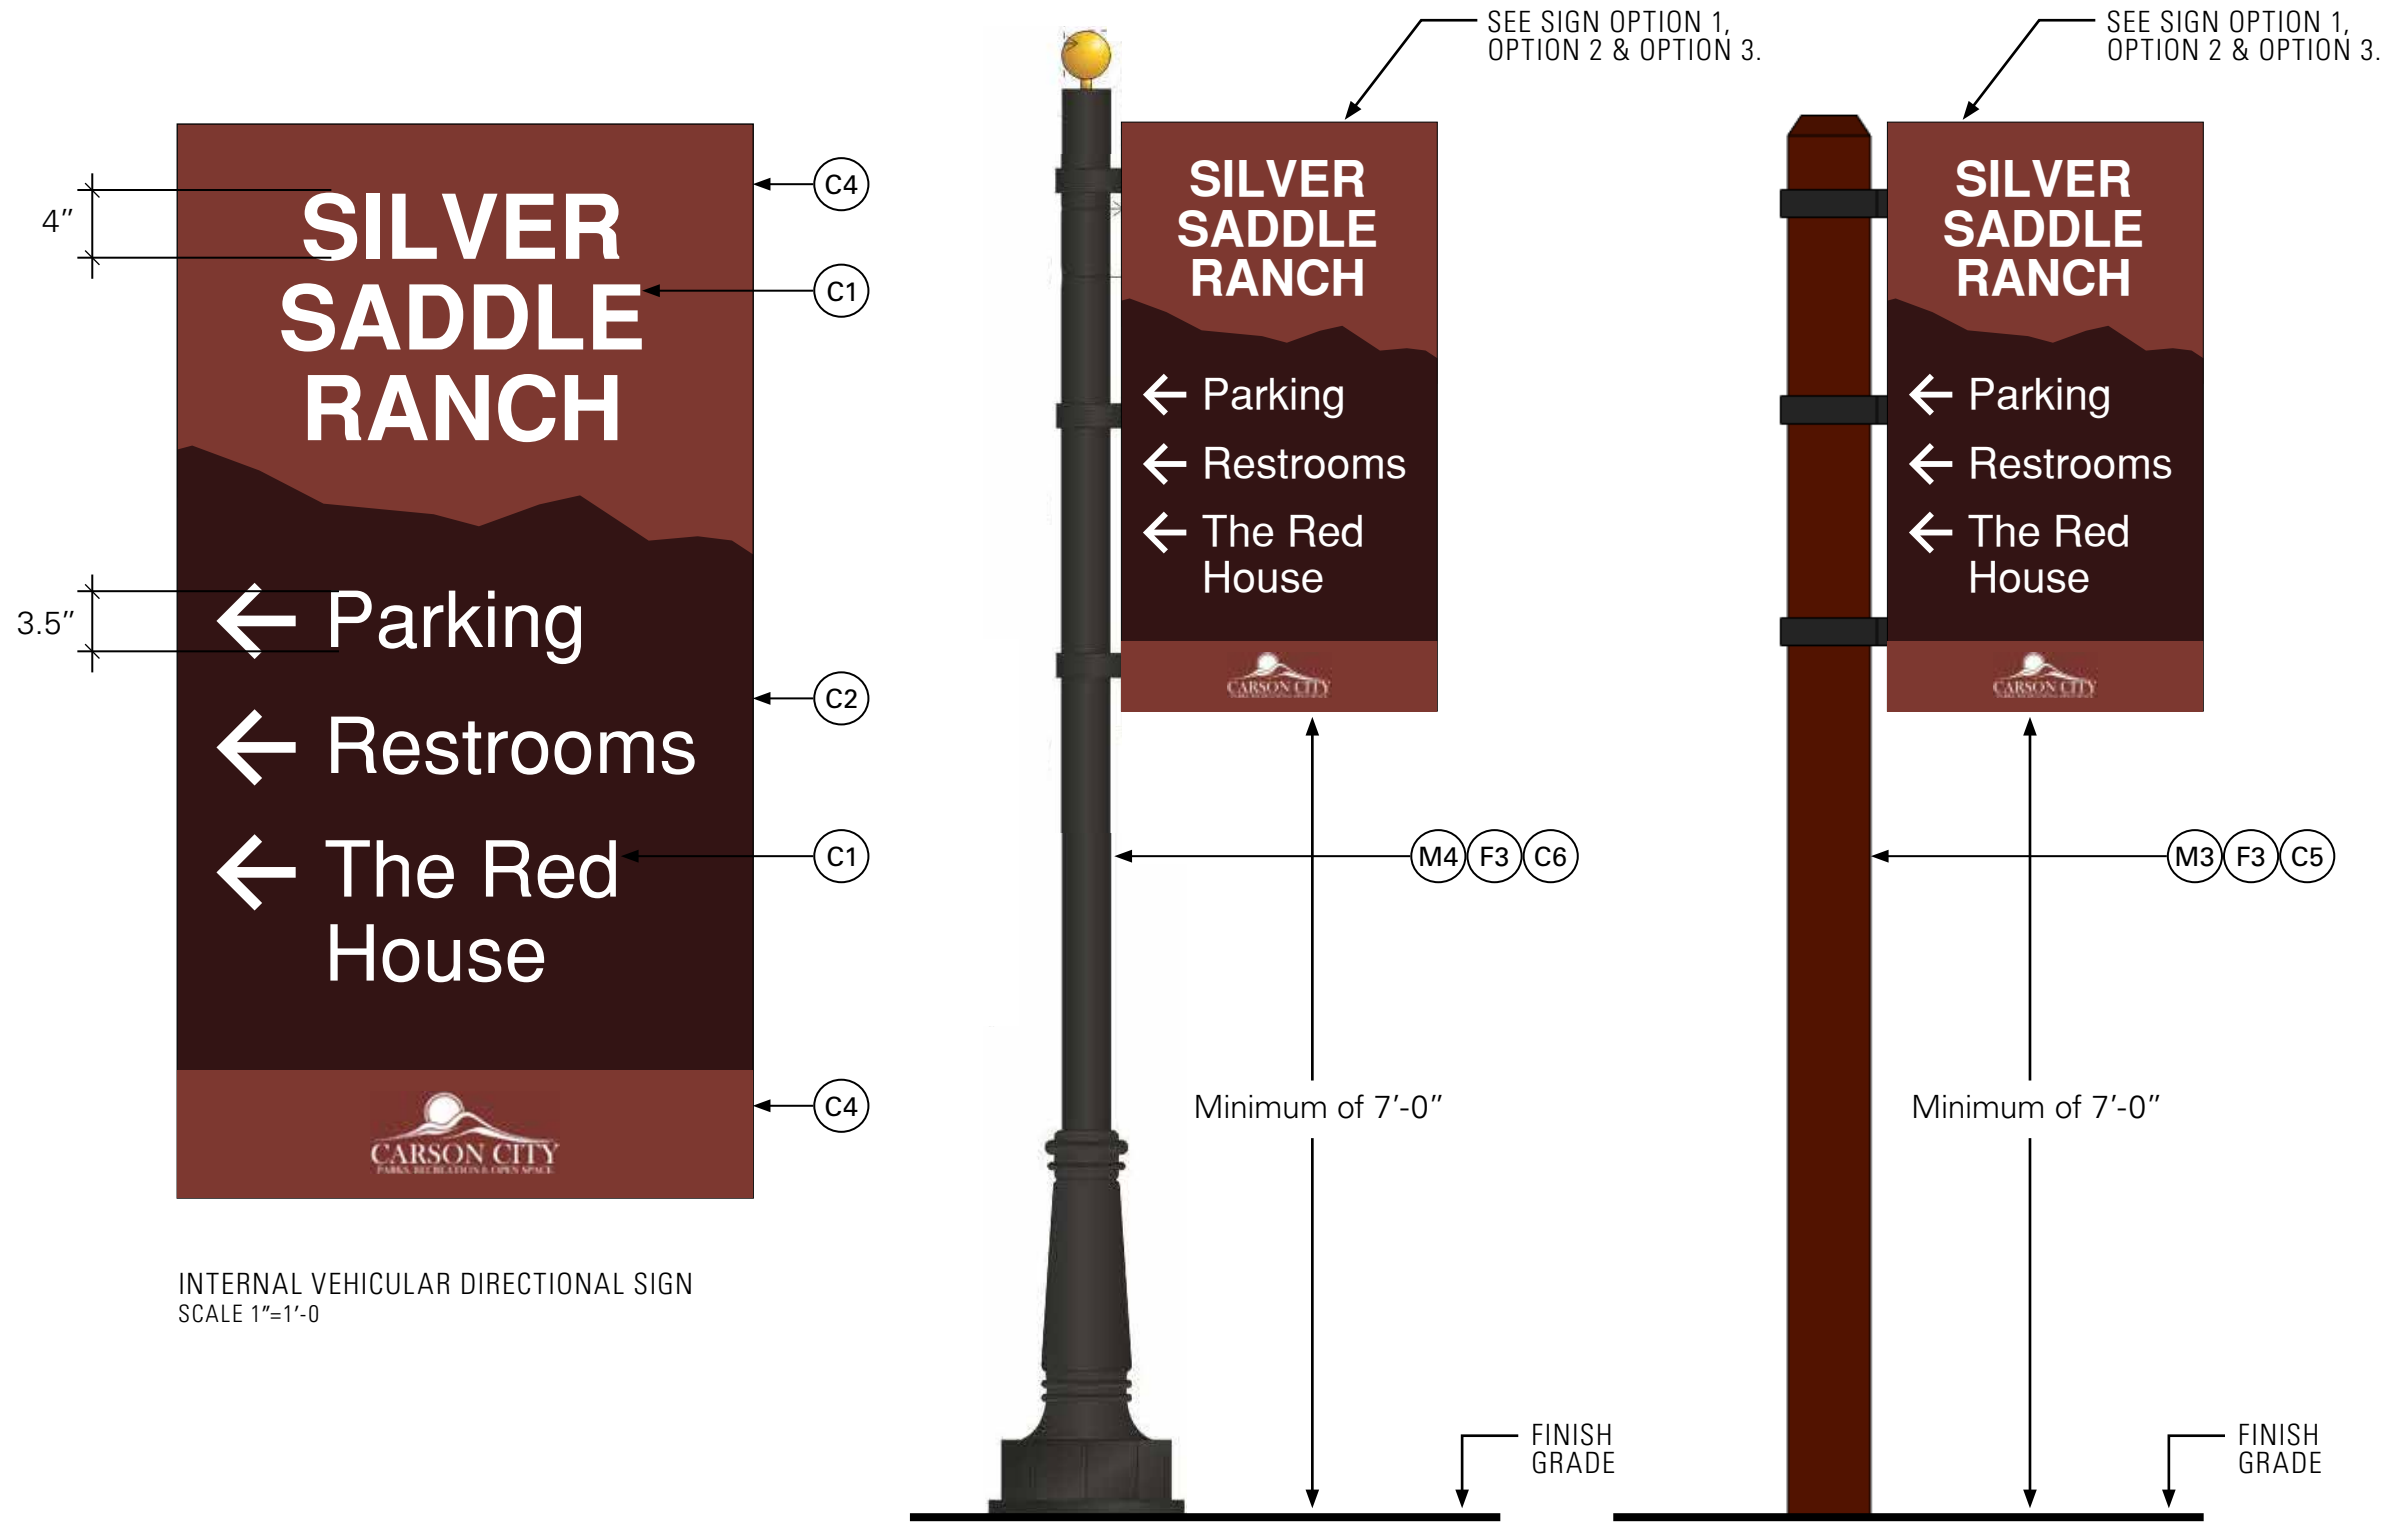 SILVER
SADDLE
RANCH
Parking
Restrooms
The Red
House
CARSON CITY
PARKS, RECREATION & OPEN SPACE
4″
3.5″
C4
C1
C2
C1
C4
INTERNAL VEHICULAR DIRECTIONAL SIGN
SCALE 1″=1′-0
SEE SIGN OPTION 1,
OPTION 2 & OPTION 3.
SILVER
SADDLE
RANCH
Parking
Restrooms
The Red
House
CARSON CITY
M4 F3 C6
Minimum of 7′-0″
FINISH
GRADE
SEE SIGN OPTION 1,
OPTION 2 & OPTION 3.
SILVER
SADDLE
RANCH
Parking
Restrooms
The Red
House
CARSON CITY
M3 F3 C5
Minimum of 7′-0″
FINISH
GRADE